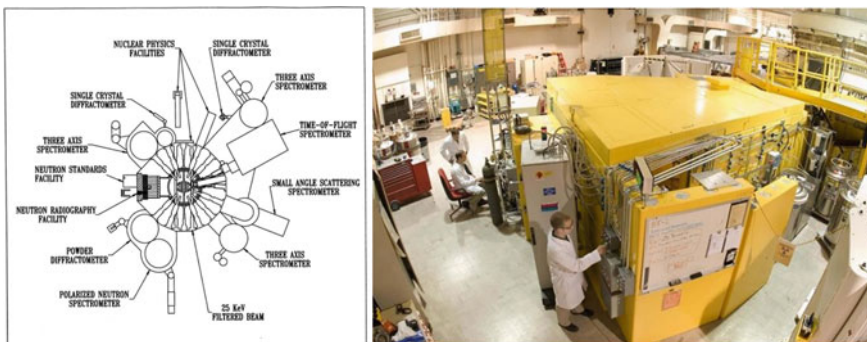 NUCLEAR PHYSICS
FACILITIES
SINGLE CRYSTAL
DIFFRACTOMETER
THREE AXIS
SPECTROMETER
SINGLE CRYSTAL
DIFFRACTOMETER
TIME-OF-FLIGHT
SPECTROMETER
THREE AXIS
SPECTROMETER
NEUTRON STANDARDS
FACILITY
SMALL ANGLE SCATTERING
SPECTROMETER
NEUTRON RADIOGRAPHY
FACILITY
POWDER
DIFFRACTOMETER
THREE AXIS
SPECTROMETER
POLARIZED NEUTRON
SPECTROMETER
25 KeV
FILTERED BEAM